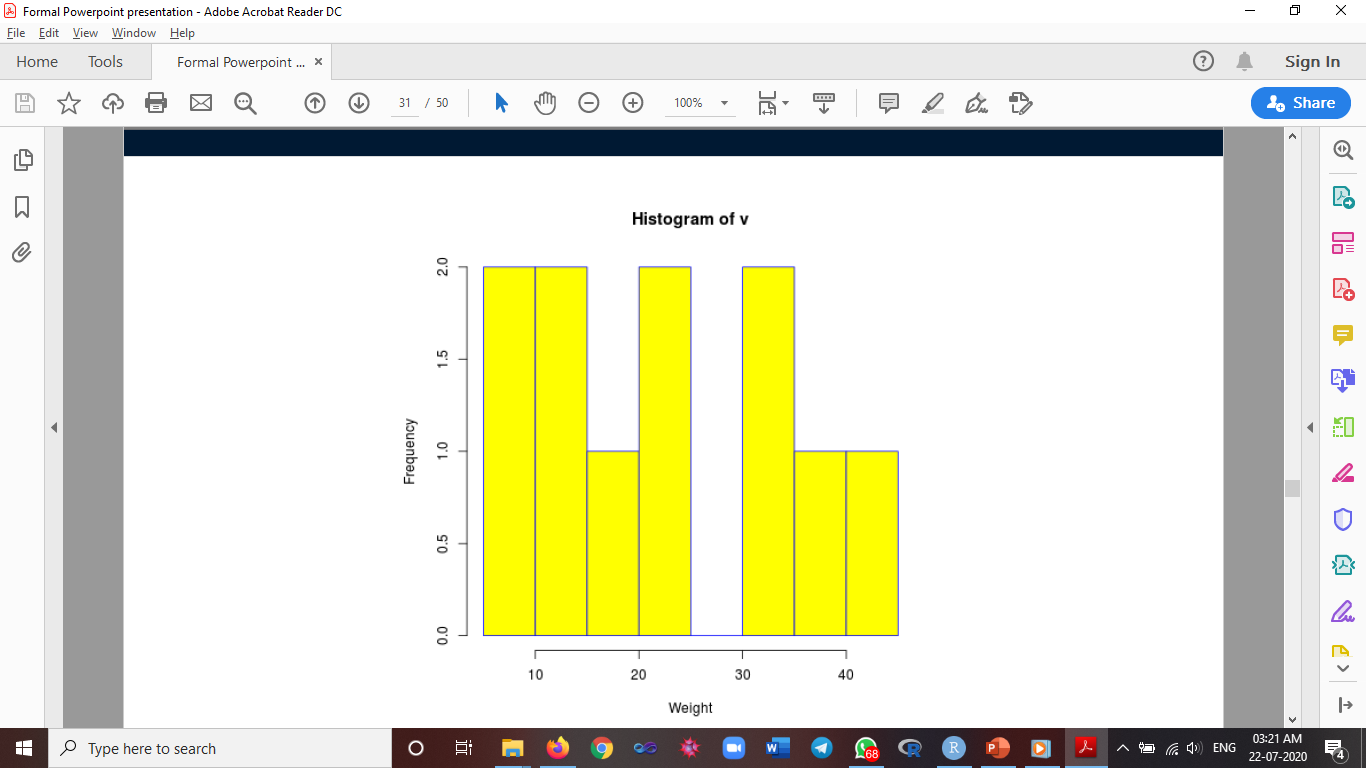 Formal Powerpoint presentation - Adobe Acrobat Reader DC
File Edit View Window Help
Home Tools Formal Powerpoint ... × Sign In
31 / 50 100% Share
Histogram of v
2.0
1.5
1.0
0.5
0.0
Frequency
10 20 30 40
Weight
Type here to search
68
ENG
03:21 AM
22-07-2020
4